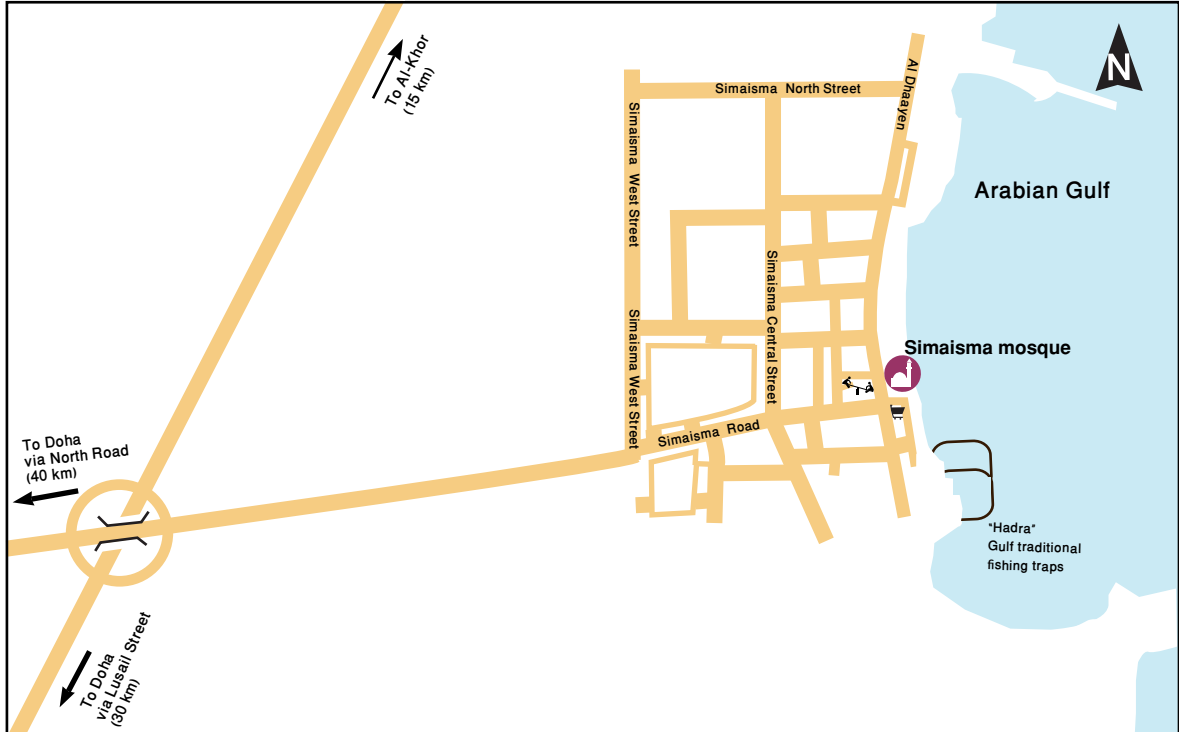 To Al-Khor
(15 km)
N
Simaisma North Street
Al Dhaayen
Simaisma West Street
Arabian Gulf
Simaisma Central Street
Simaisma West Street
Simaisma mosque
Simaisma Road
To Doha
via North Road
(40 km)
"Hadra"
Gulf traditional
fishing traps
To Doha
via Lusail Street
(30 km)